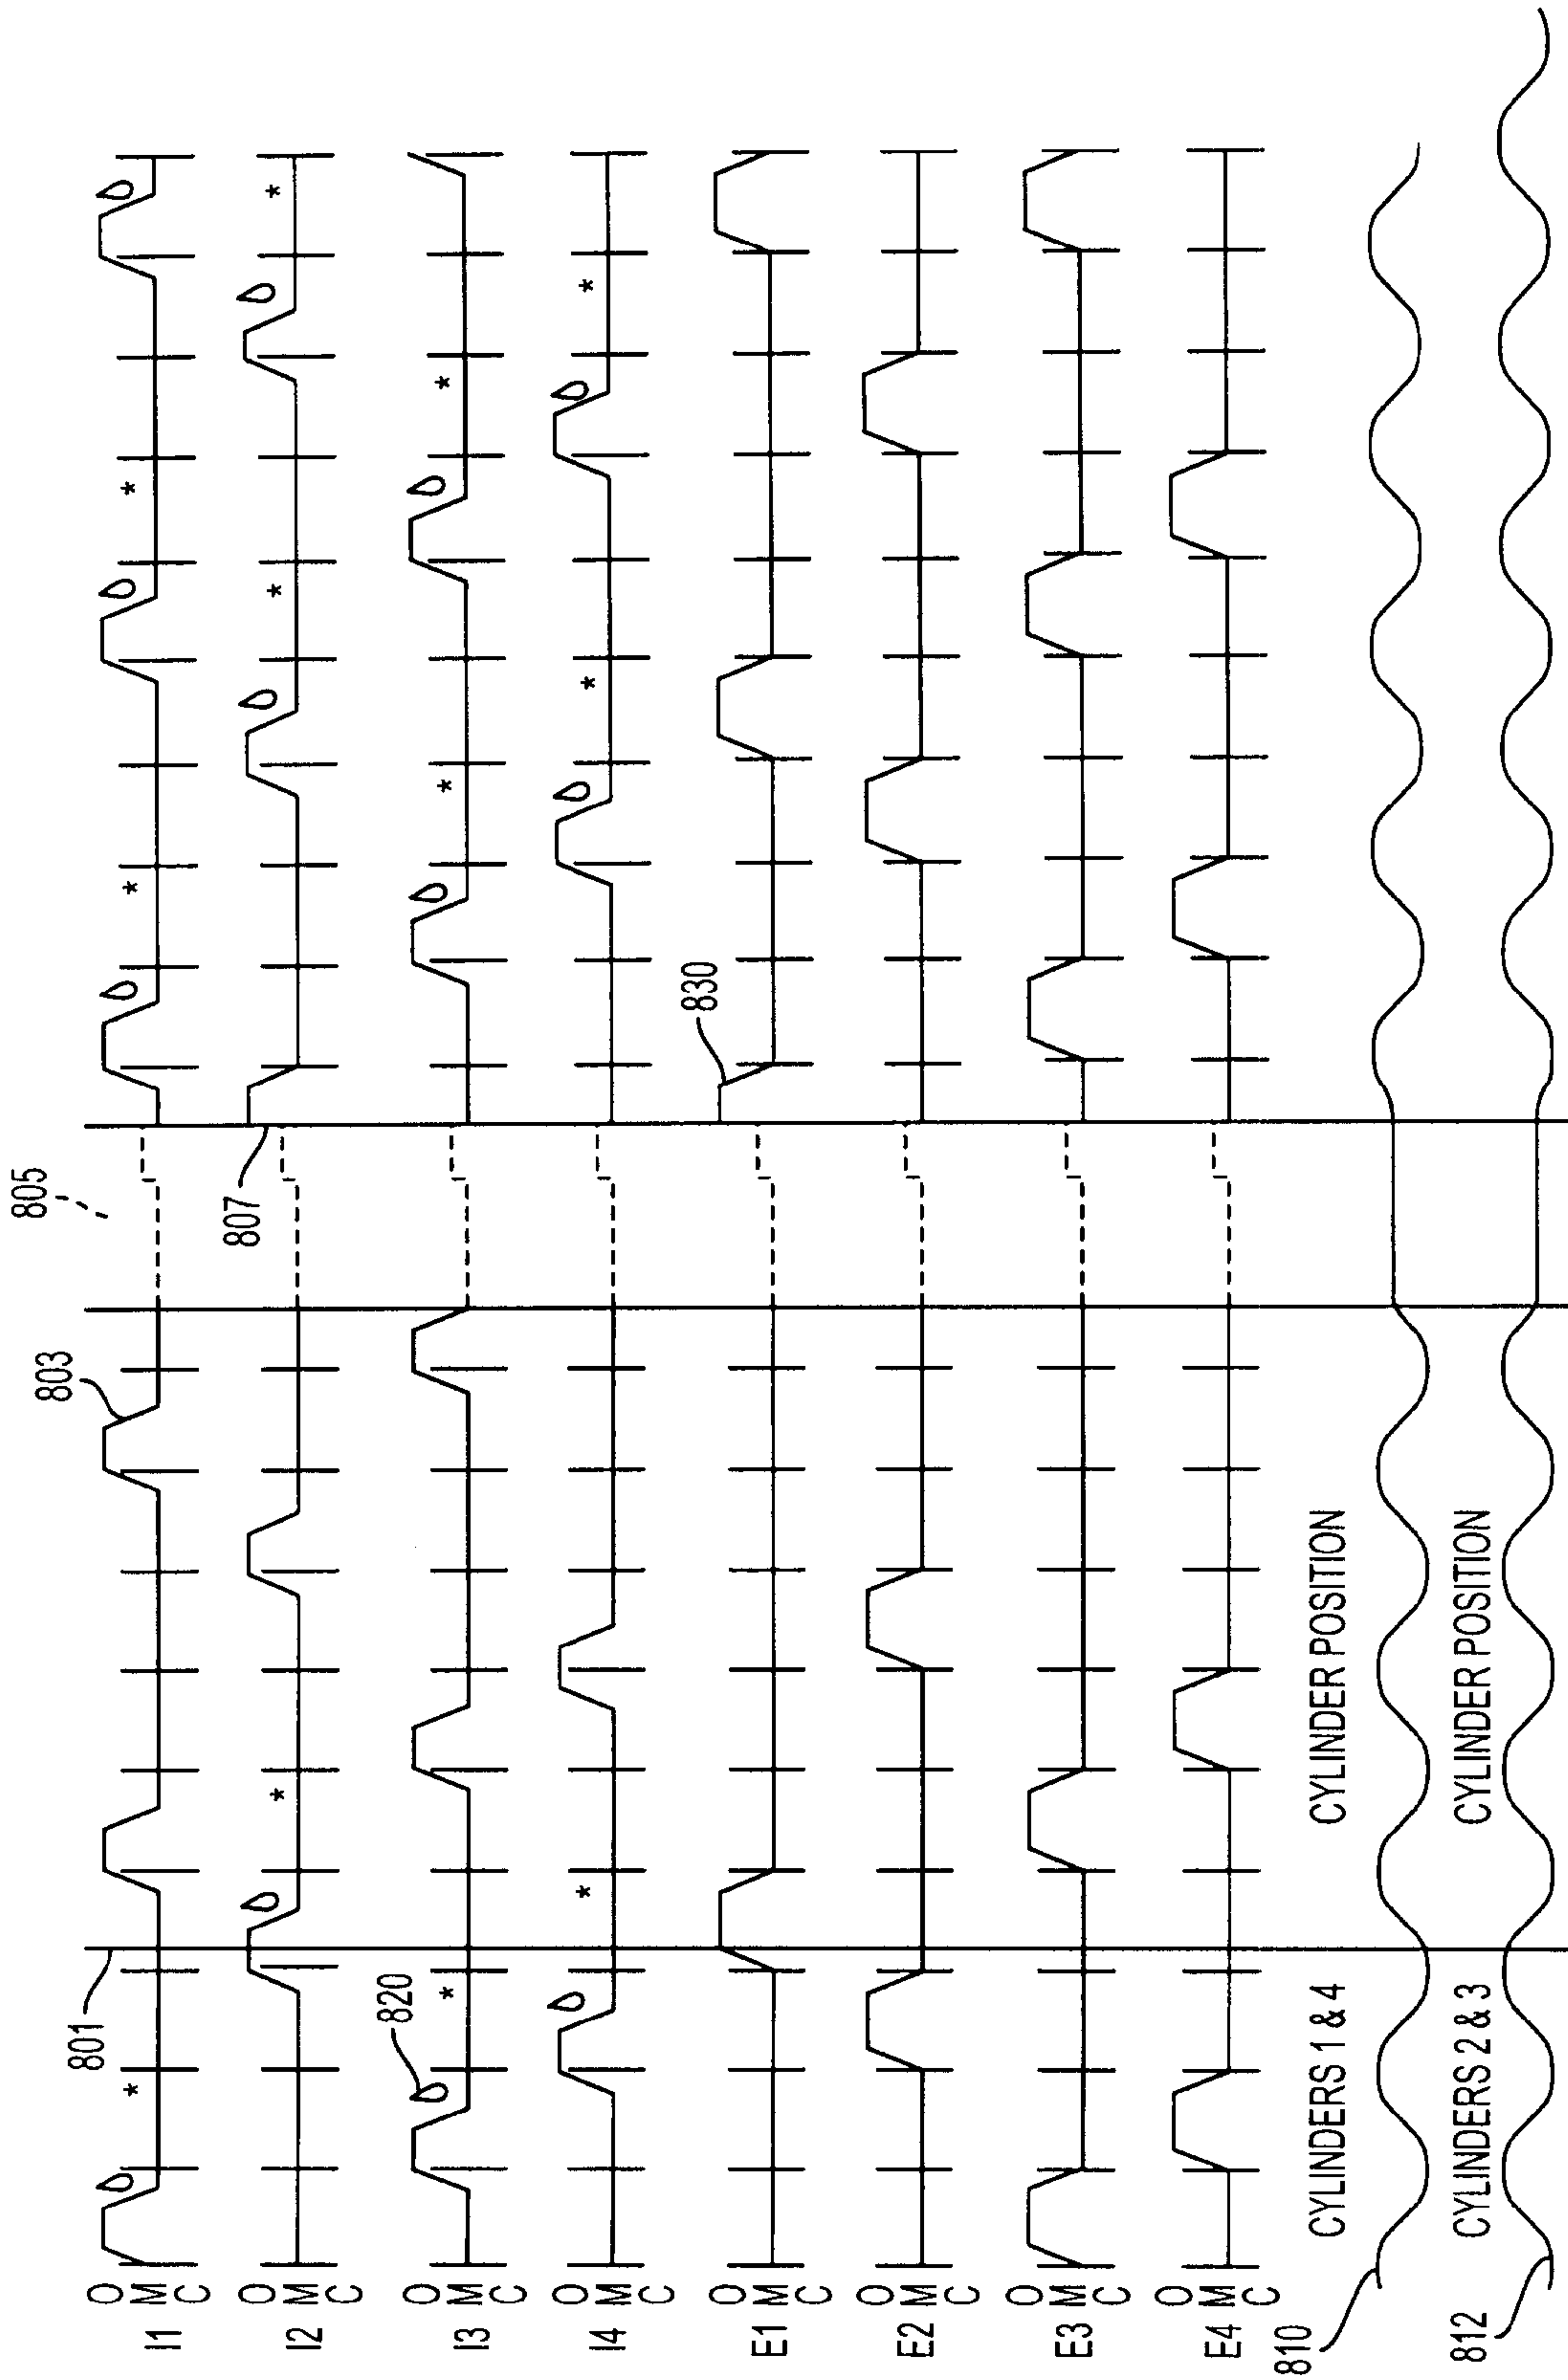 801
803
805
807
820
830
I1 O M C
I2 O M C
I3 O M C
I4 O M C
E1 O M C
E2 O M C
E3 O M C
E4 O M C
CYLINDERS 1 & 4 CYLINDER POSITION
810
CYLINDERS 2 & 3 CYLINDER POSITION
812